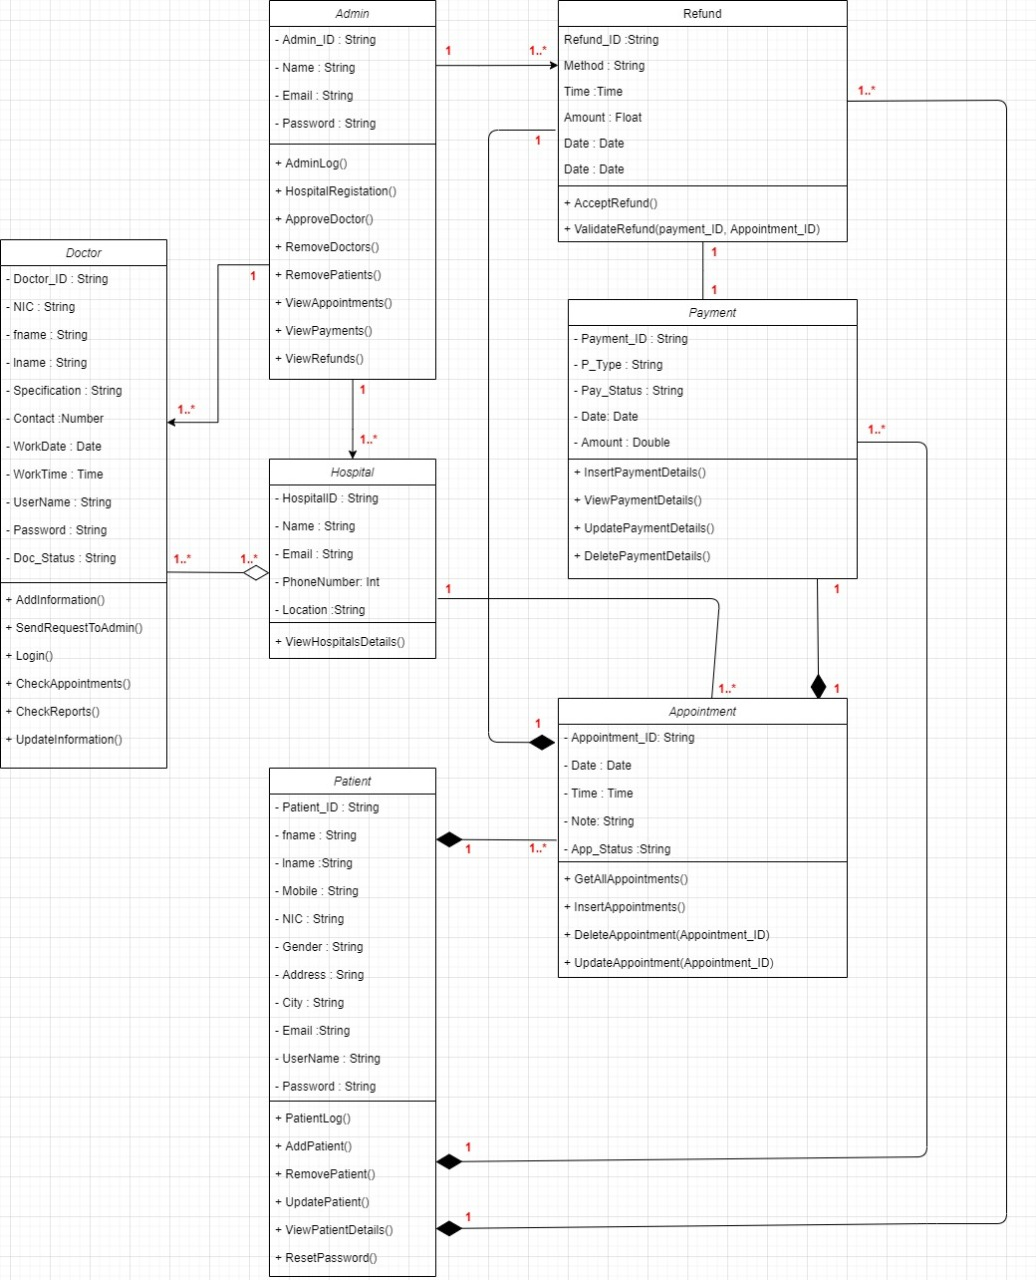 Admin
- Admin_ID : String
- Name : String
- Email : String
- Password : String
+ AdminLog()
+ HospitalRegistation()
+ ApproveDoctor()
+ RemoveDoctors()
+ RemovePatients()
+ ViewAppointments()
+ ViewPayments()
+ ViewRefunds()
1
1..*
Refund
Refund_ID :String
Method : String
Time :Time
Amount : Float
Date : Date
Date : Date
+ AcceptRefund()
+ ValidateRefund(payment_ID, Appointment_ID)
1..*
1
1
1
Doctor
- Doctor_ID : String
- NIC : String
- fname : String
- lname : String
- Specification : String
- Contact :Number
- WorkDate : Date
- WorkTime : Time
- UserName : String
- Password : String
- Doc_Status : String
+ AddInformation()
+ SendRequestToAdmin()
+ Login()
+ CheckAppointments()
+ CheckReports()
+ UpdateInformation()
1
1..*
1
1..*
1..*
1..*
Hospital
- HospitalID : String
- Name : String
- Email : String
- PhoneNumber: Int
- Location :String
+ ViewHospitalsDetails()
1
1..*
Payment
- Payment_ID : String
- P_Type : String
- Pay_Status : String
- Date: Date
- Amount : Double
+ InsertPaymentDetails()
+ ViewPaymentDetails()
+ UpdatePaymentDetails()
+ DeletePaymentDetails()
1..*
1
1
1
Appointment
- Appointment_ID: String
- Date : Date
- Time : Time
- Note: String
- App_Status :String
+ GetAllAppointments()
+ InsertAppointments()
+ DeleteAppointment(Appointment_ID)
+ UpdateAppointment(Appointment_ID)
Patient
- Patient_ID : String
- fname : String
- lname :String
- Mobile : String
- NIC : String
- Gender : String
- Address : Sring
- City : String
- Email :String
- UserName : String
- Password : String
+ PatientLog()
+ AddPatient()
+ RemovePatient()
+ UpdatePatient()
+ ViewPatientDetails()
+ ResetPassword()
1
1..*
1
1